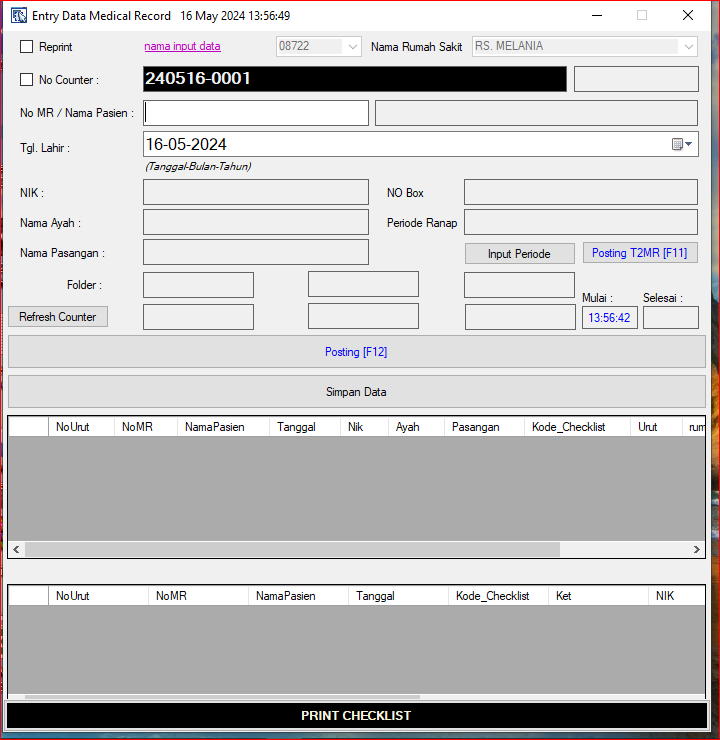 Entry Data Medical Record 16 May 2024 13:56:49
Reprint nama input data 08722 Nama Rumah Sakit RS. MELANIA
No Counter : 240516-0001
No MR / Nama Pasien :
Tgl. Lahir : 16-05-2024
(Tanggal-Bulan-Tahun)
NIK : NO Box
Nama Ayah : Periode Ranap
Nama Pasangan : Input Periode Posting T2MR [F11]
Folder : Mulai : Selesai :
Refresh Counter 13:56:42
Posting [F12]
Simpan Data
NoUrut NoMR NamaPasien Tanggal Nik Ayah Pasangan Kode_Checklist Urut rum
NoUrut NoMR NamaPasien Tanggal Kode_Checklist Ket NIK
PRINT CHECKLIST